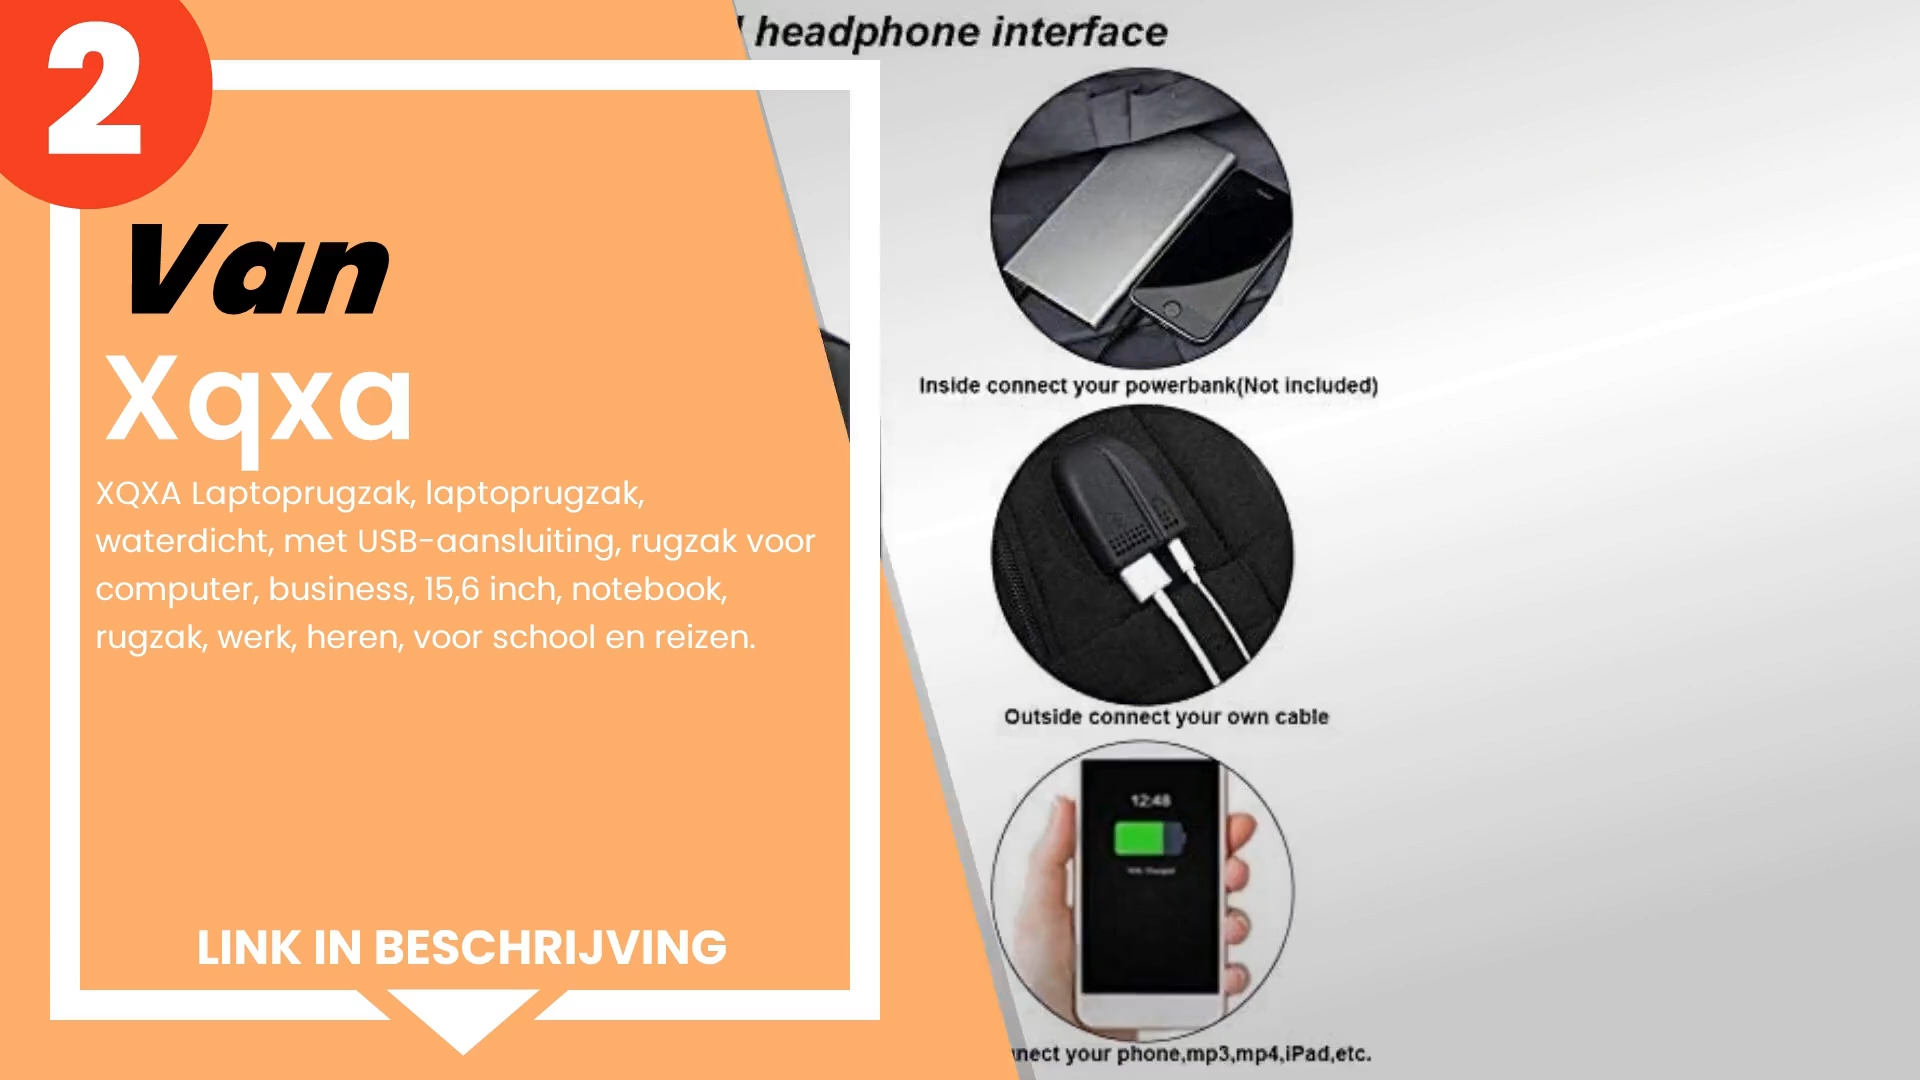 2
headphone interface
Van
Xqxa
XQXA Laptoprugzak, laptoprugzak,
waterdicht, met USB-aansluiting, rugzak voor
computer, business, 15,6 inch, notebook,
rugzak, werk, heren, voor school en reizen.
LINK IN BESCHRIJVING
Inside connect your powerbank(Not included)
Outside connect your own cable
12:48
your phone,mp3,mp4,iPad,etc.